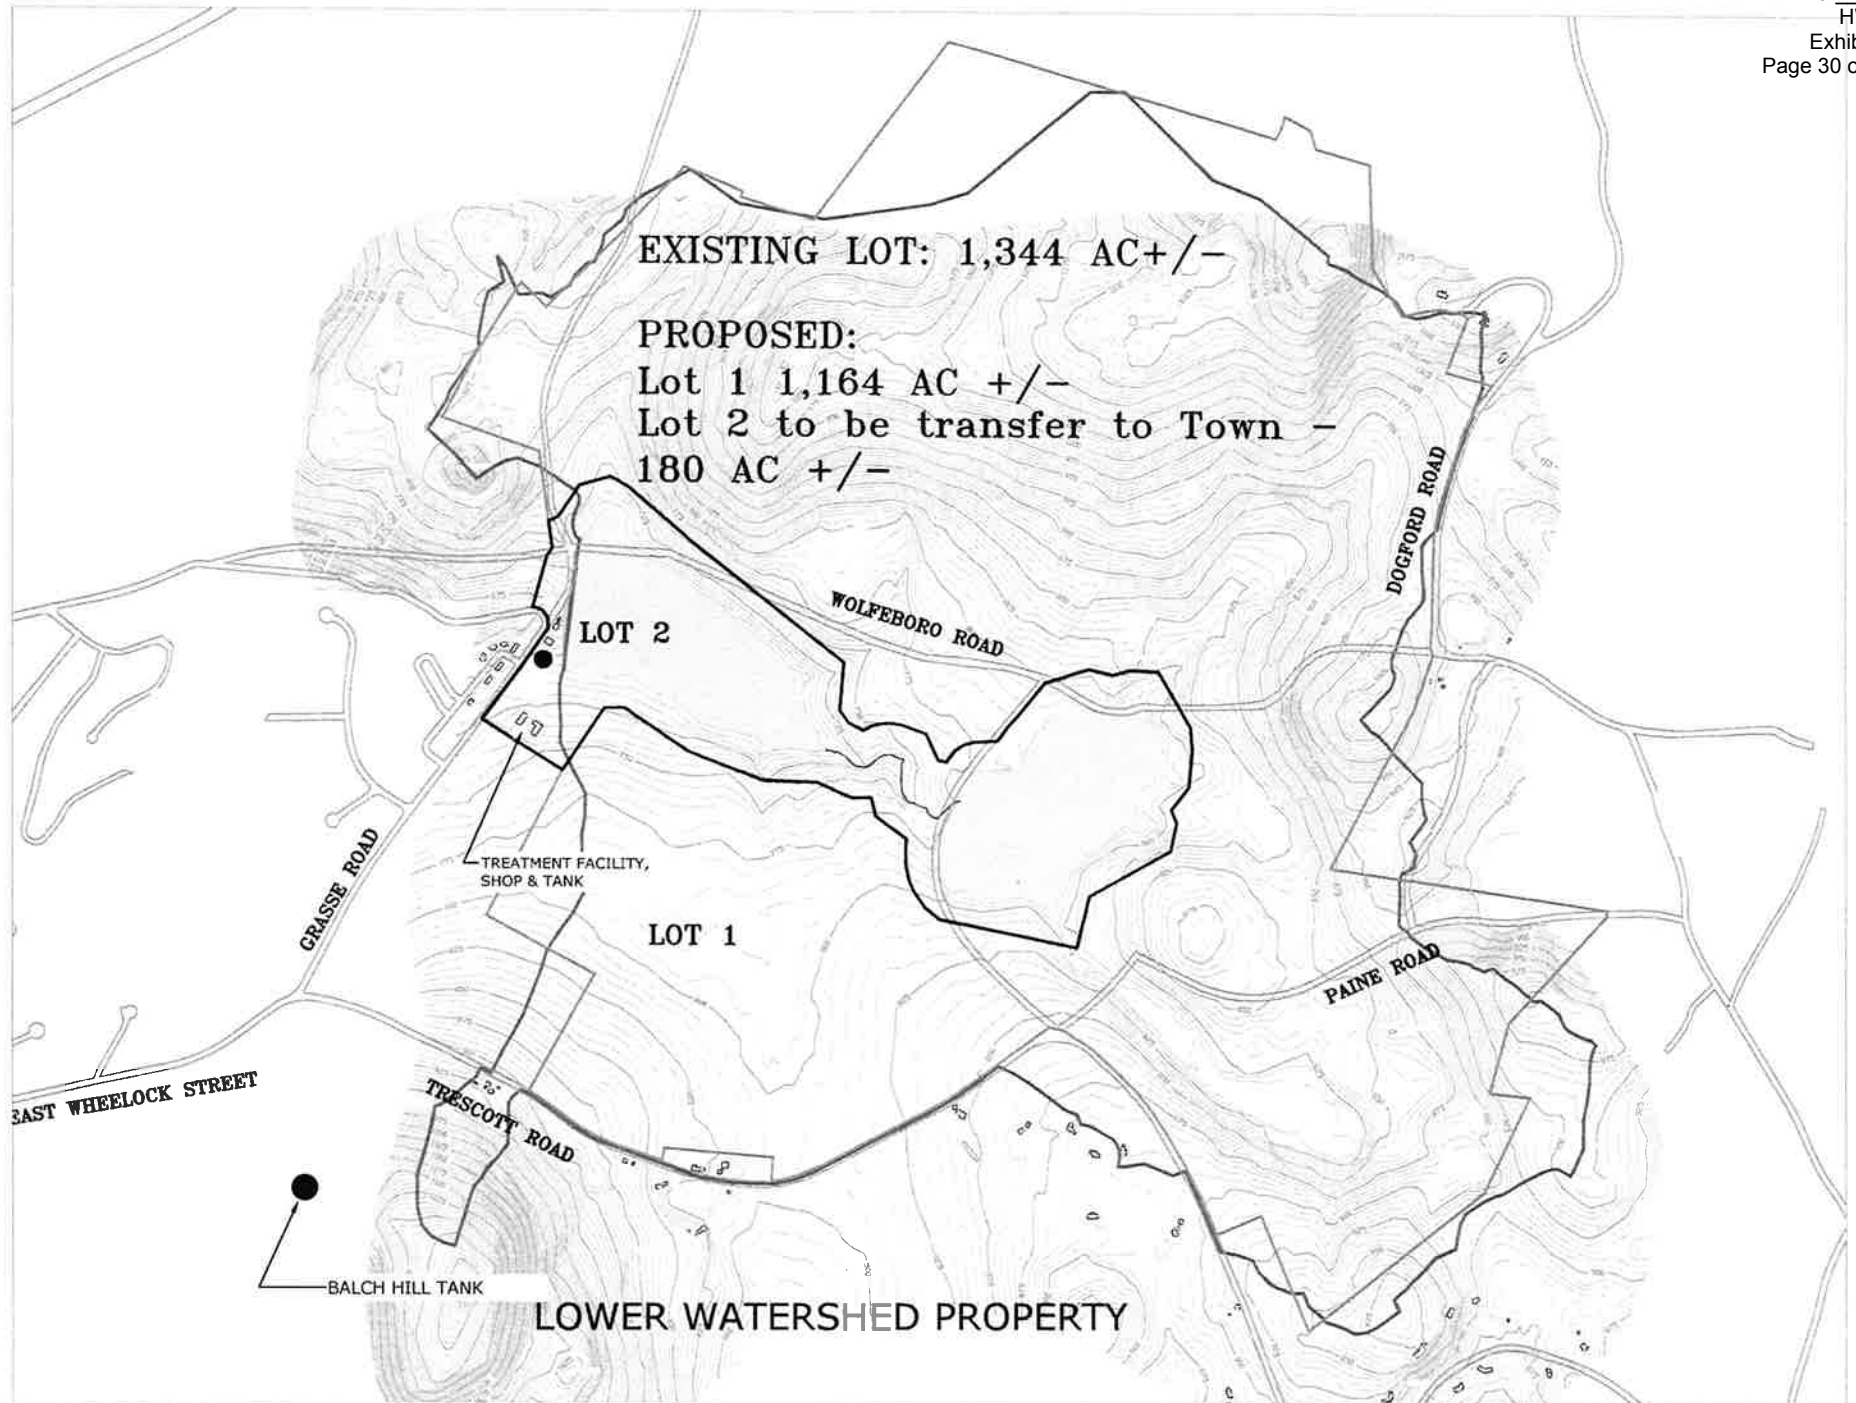 H
Exhib
Page 30 o
EXISTING LOT: 1,344 AC+/-
PROPOSED:
Lot 1 1,164 AC +/-
Lot 2 to be transfer to Town -
180 AC +/-
DOGFORD ROAD
WOLFEBORO ROAD
LOT 2
TREATMENT FACILITY,
SHOP & TANK
GRASSE ROAD
LOT 1
PAINE ROAD
EAST WHEELOCK STREET
TRESCOTT ROAD
BALCH HILL TANK
LOWER WATERSHED PROPERTY